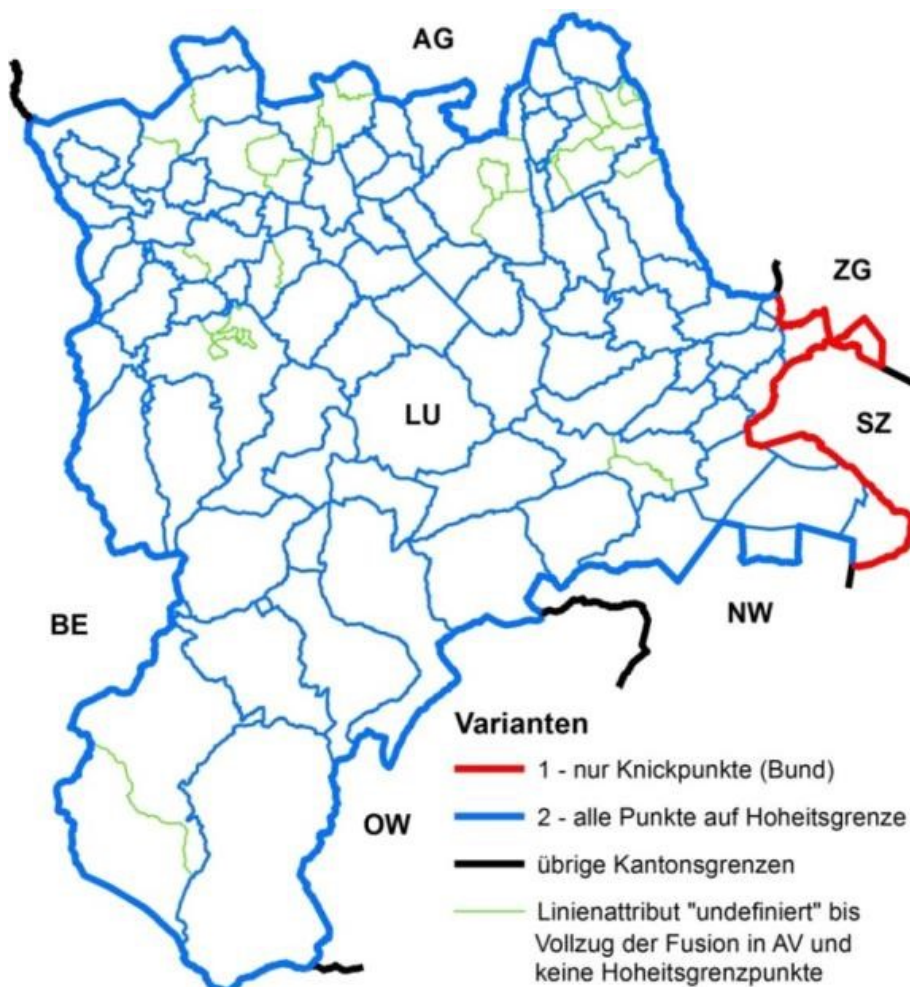 AG
ZG
LU
SZ
BE
NW
OW
Varianten
1 - nur Knickpunkte (Bund)
2 - alle Punkte auf Hoheitsgrenze
übrige Kantonsgrenzen
Linienattribut "undefiniert" bis
Vollzug der Fusion in AV und
keine Hoheitsgrenzpunkte